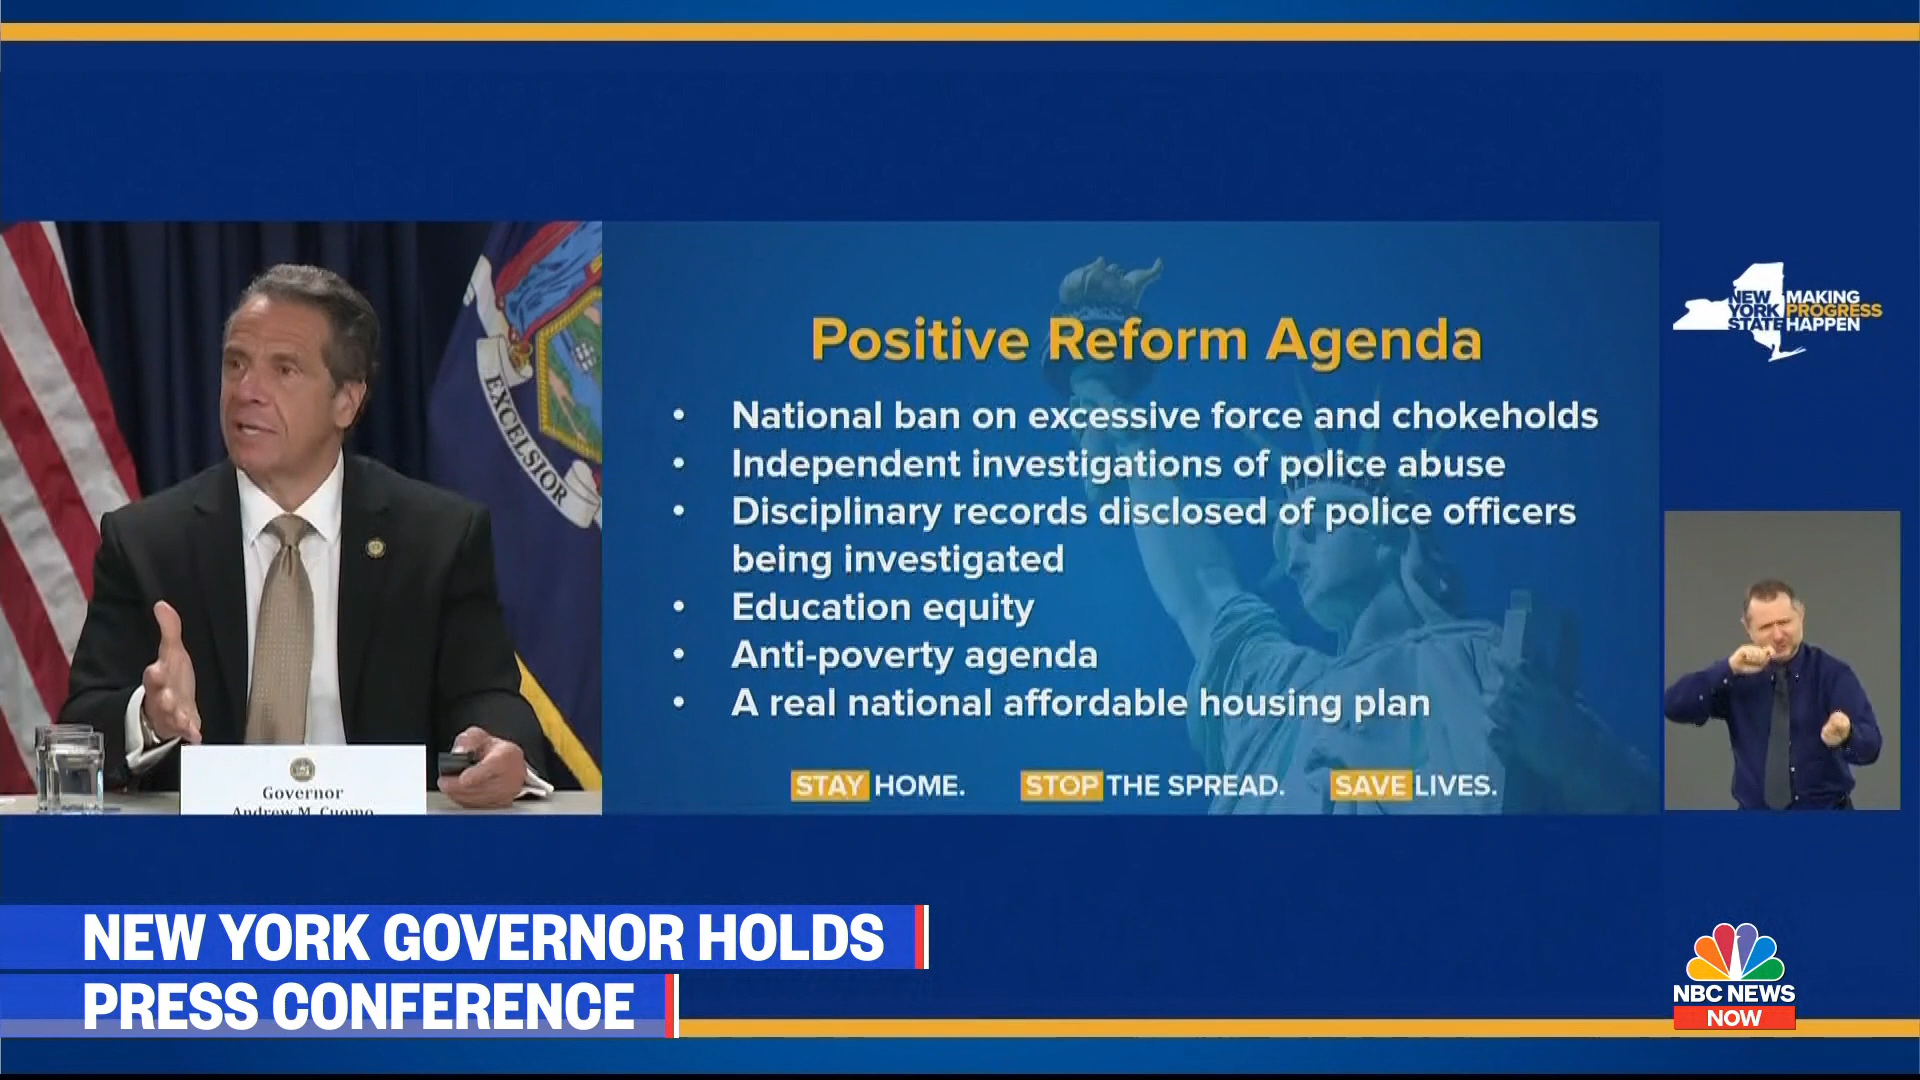 EXCELSIOR
Governor
Andrew M. Cuomo
Positive Reform Agenda
• National ban on excessive force and chokeholds
• Independent investigations of police abuse
• Disciplinary records disclosed of police officers
being investigated
• Education equity
• Anti-poverty agenda
• A real national affordable housing plan
STAY HOME. STOP THE SPREAD. SAVE LIVES.
NEW YORK STATE
MAKING
PROGRESS
HAPPEN
NEW YORK GOVERNOR HOLDS
PRESS CONFERENCE
NBC NEWS
NOW